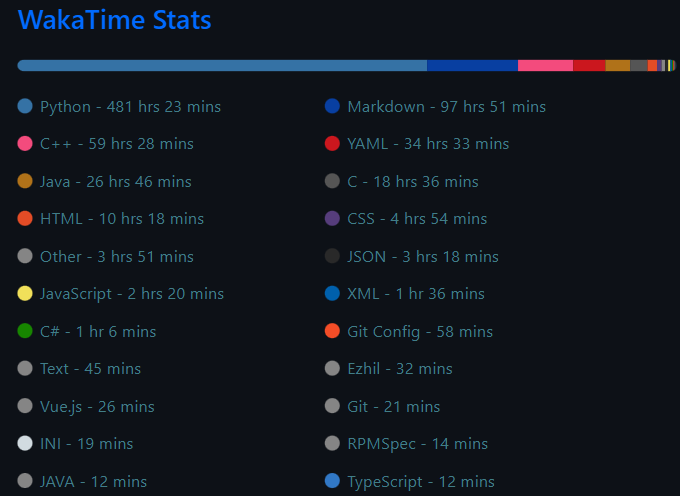 WakaTime Stats
Python - 481 hrs 23 mins
Markdown - 97 hrs 51 mins
C++ - 59 hrs 28 mins
YAML - 34 hrs 33 mins
Java - 26 hrs 46 mins
C - 18 hrs 36 mins
HTML - 10 hrs 18 mins
CSS - 4 hrs 54 mins
Other - 3 hrs 51 mins
JSON - 3 hrs 18 mins
JavaScript - 2 hrs 20 mins
XML - 1 hr 36 mins
C# - 1 hr 6 mins
Git Config - 58 mins
Text - 45 mins
Ezhil - 32 mins
Vue.js - 26 mins
Git - 21 mins
INI - 19 mins
RPMSpec - 14 mins
JAVA - 12 mins
TypeScript - 12 mins